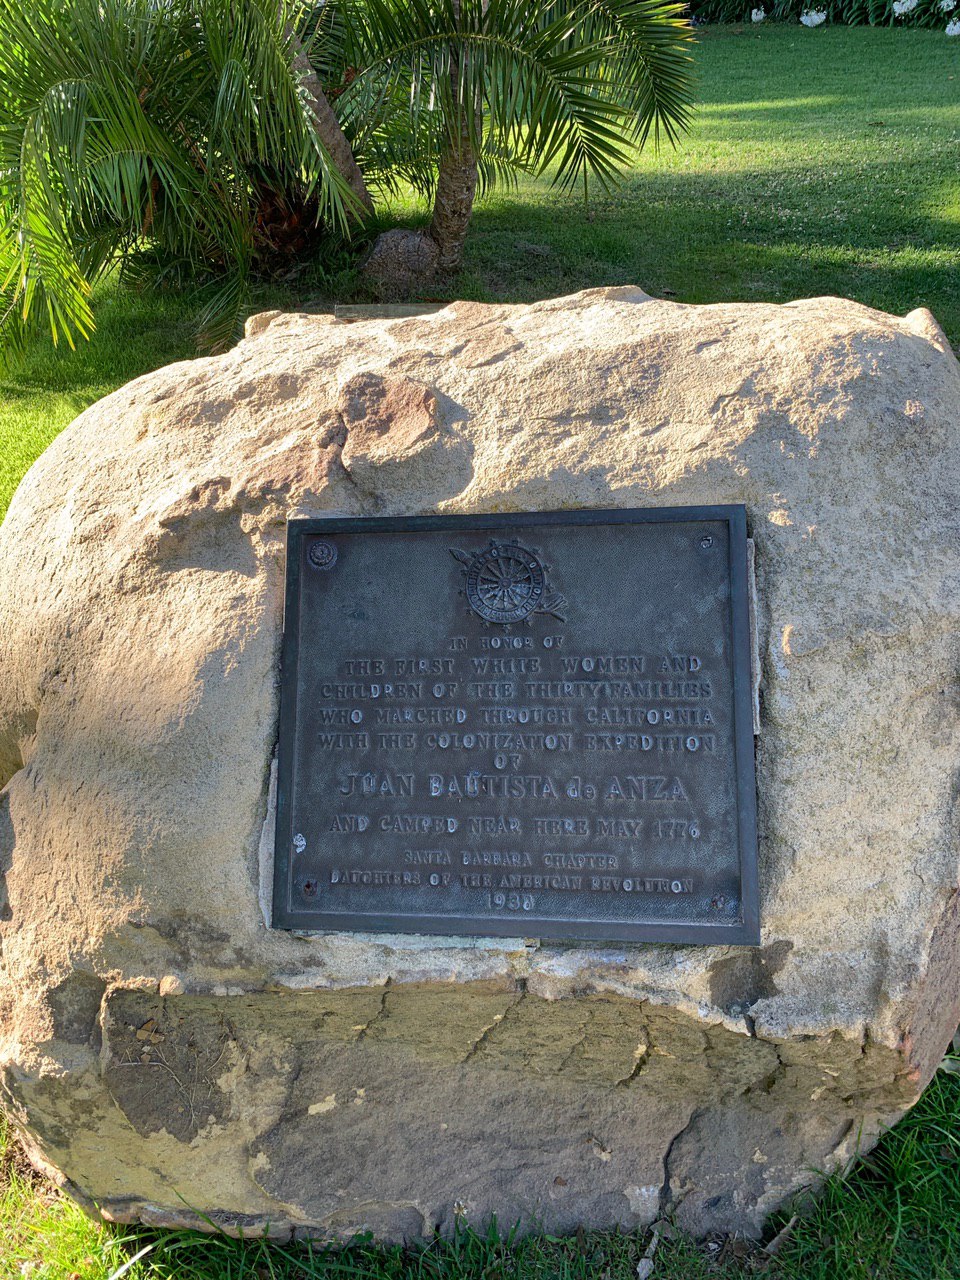 IN HONOR OF
THE FIRST WHITE WOMEN AND
CHILDREN OF THE THIRTY FAMILIES
WHO MARCHED THROUGH CALIFORNIA
WITH THE COLONIZATION EXPEDITION
OF
JUAN BAUTISTA de ANZA
AND CAMPED NEAR HERE MAY 1776
SANTA BARBARA CHAPTER
DAUGHTERS OF THE AMERICAN REVOLUTION
1938